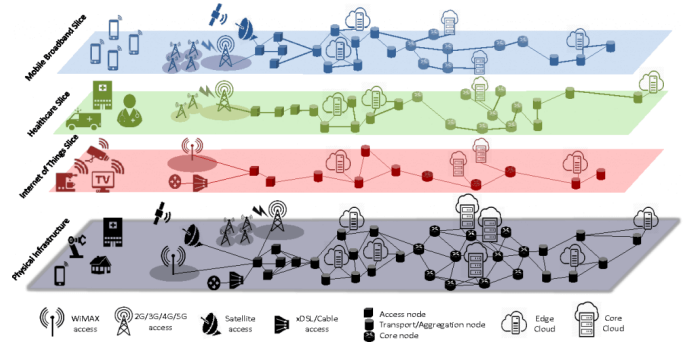 Mobile Broadband Slice
Healthcare Slice
Internet of Things Slice
TV
Physical Infrastructure
WiMAX
access
2G/3G/4G/5G
access
Satellite
access
xDSL/Cable
access
Access node
Transport/Aggregation node
Core node
Edge
Cloud
Core
Cloud